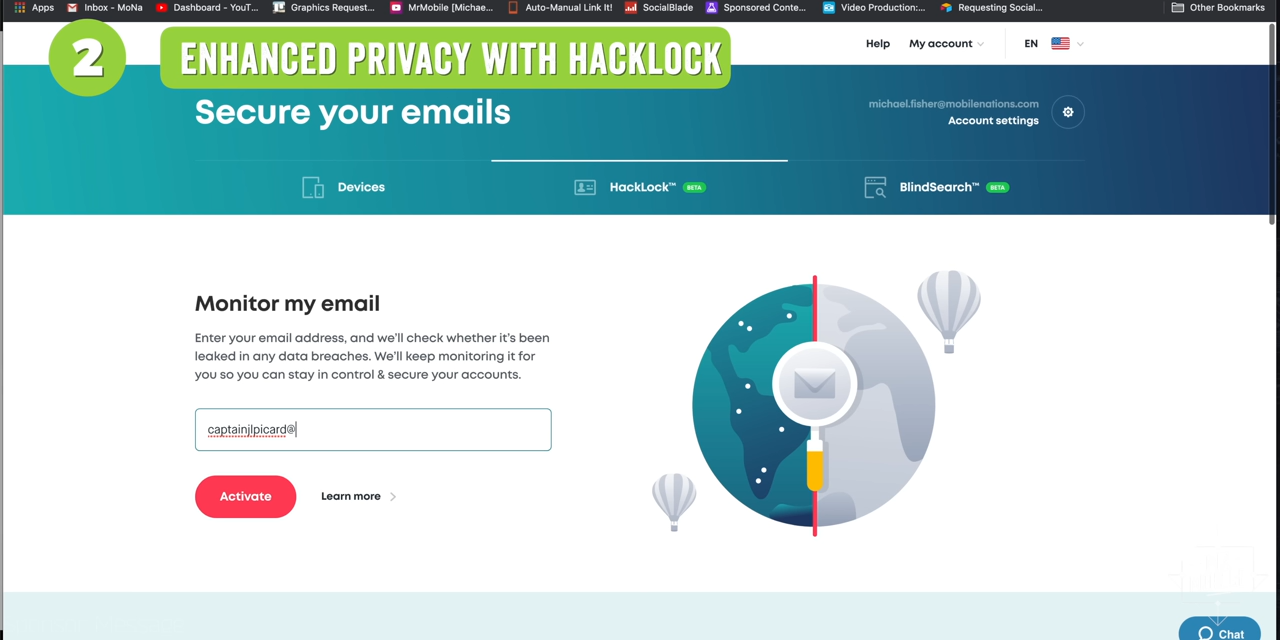 Apps
Inbox - MoNa
Dashboard - YouT...
Graphics Request...
MrMobile [Michae...
Auto-Manual Link It!
SocialBlade
Sponsored Conte...
Video Production:...
Requesting Social...
Other Bookmarks
2
ENHANCED PRIVACY WITH HACKLOCK
Help
My account
EN
Secure your emails
michael.fisher@mobilenations.com
Account settings
Devices
HackLock™ BETA
BlindSearch™ BETA
Monitor my email
Enter your email address, and we'll check whether it's been
leaked in any data breaches. We'll keep monitoring it for
you so you can stay in control & secure your accounts.
captainjlpicard@
Activate
Learn more
Chat